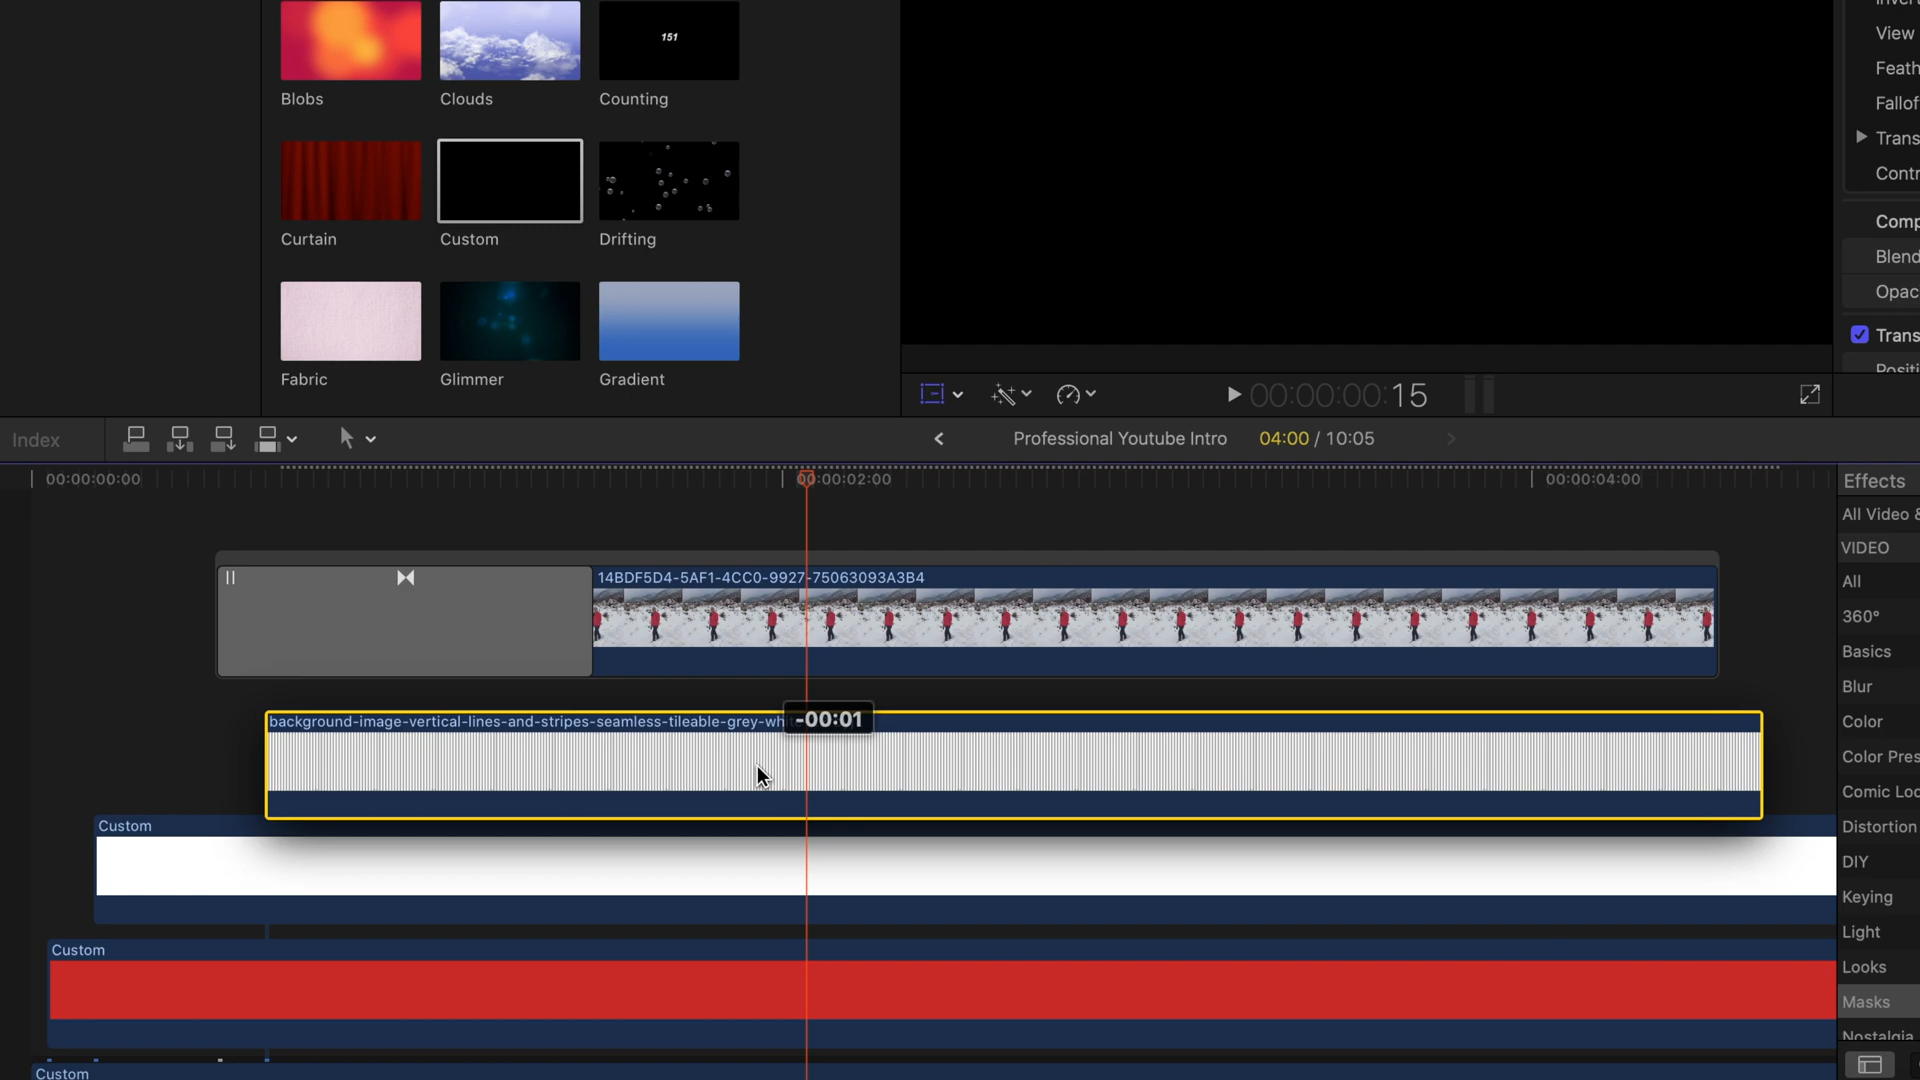 151
Blobs
Clouds
Counting
Curtain
Custom
Drifting
Fabric
Glimmer
Gradient
View
Feath
Fallof
Trans
Contr
Comp
Blend
Opac
Trans
Positi
00:00:00:15
Index
Professional Youtube Intro
04:00 / 10:05
00:00:00:00
00:00:02:00
00:00:04:00
14BDF5D4-5AF1-4CC0-9927-75063093A3B4
background-image-vertical-lines-and-stripes-seamless-tileable-grey-whi
-00:01
Custom
Custom
Custom
Effects
All Video &
VIDEO
All
360°
Basics
Blur
Color
Color Pres
Comic Loo
Distortion
DIY
Keying
Light
Looks
Masks
Nostalgia